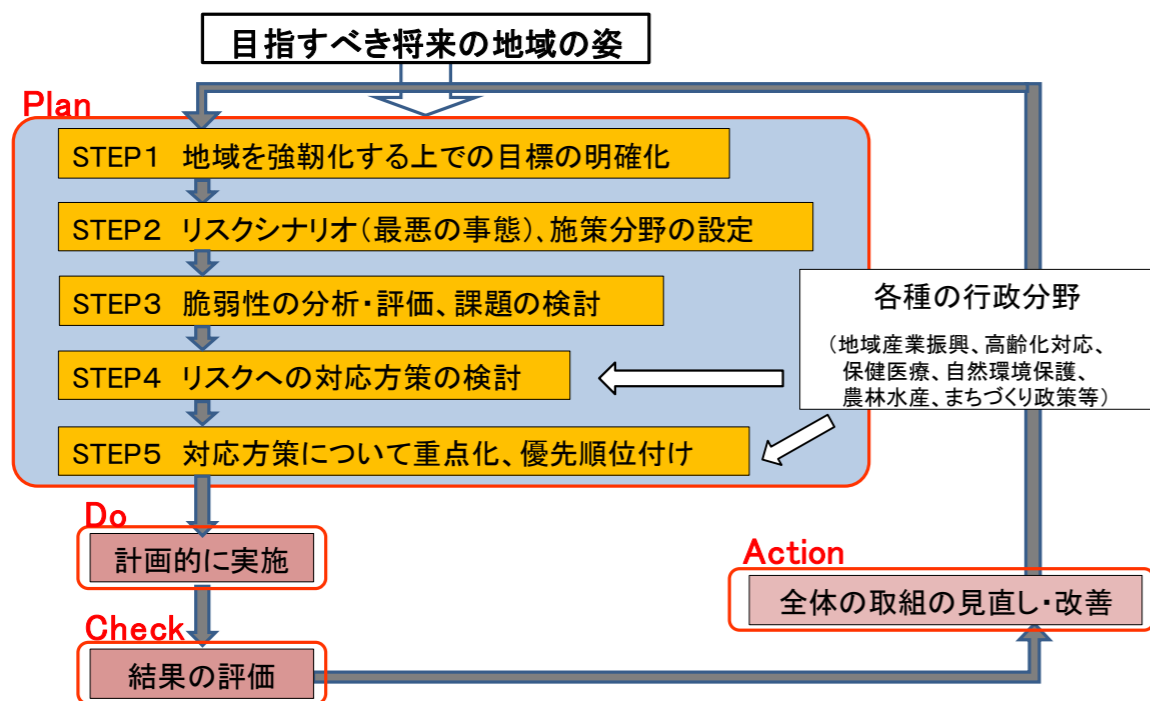 目指すべき将来の地域の姿
Plan
STEP1 地域を強靭化する上での目標の明確化
STEP2 リスクシナリオ(最悪の事態)、施策分野の設定
STEP3 脆弱性の分析・評価、課題の検討
STEP4 リスクへの対応方策の検討
STEP5 対応方策について重点化、優先順位付け
各種の行政分野
(地域産業振興、高齢化対応、
保健医療、自然環境保護、
農林水産、まちづくり政策等)
Do
計画的に実施
Check
結果の評価
Action
全体の取組の見直し・改善